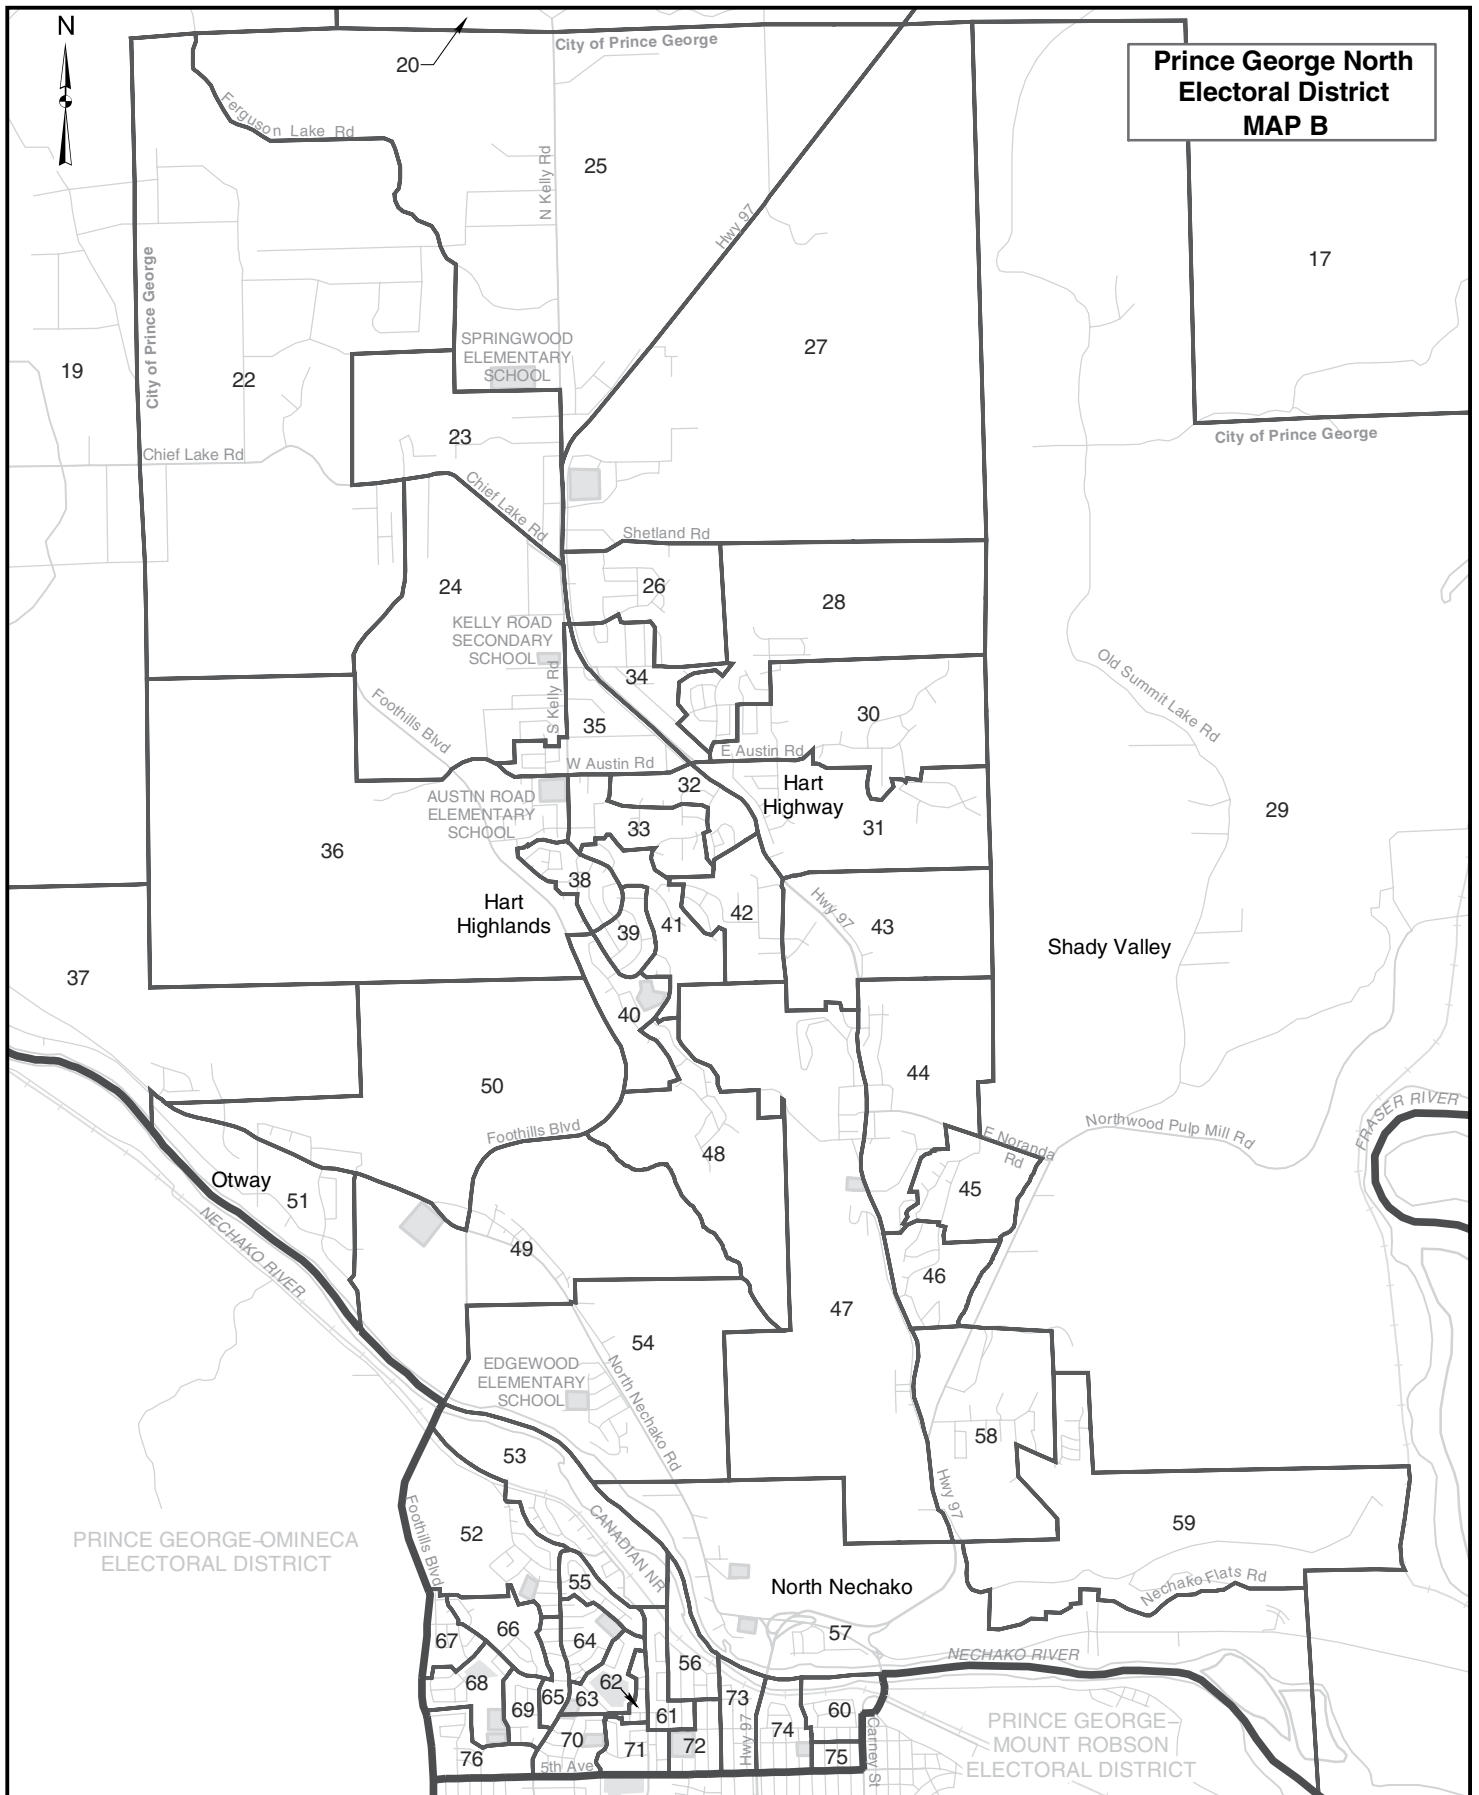 N
20
City of Prince George
Prince George North
Electoral District
MAP B
Ferguson Lake Rd
N Kelly Rd
25
Hwy 97
17
City of Prince George
19
22
SPRINGWOOD
ELEMENTARY
SCHOOL
27
23
Chief Lake Rd
City of Prince George
Chief Lake Rd
Shetland Rd
24
26
28
KELLY ROAD
SECONDARY
SCHOOL
34
Old Summit Lake Rd
Foothills Blvd
S Kelly Rd
35
30
E Austin Rd
W Austin Rd
32
Hart
Highway
AUSTIN ROAD
ELEMENTARY
SCHOOL
33
31
29
36
38
Hart
Highlands
39
41
42
Hwy 97
43
Shady Valley
37
40
50
44
FRASER RIVER
Foothills Blvd
48
E Noranda
Rd
Northwood Pulp Mill Rd
Otway
51
45
NECHAKO RIVER
49
46
47
54
EDGEWOOD
ELEMENTARY
SCHOOL
North Nechako Rd
53
58
Hwy 97
Foothills Blvd
52
CANADIAN NR
59
PRINCE GEORGE–OMINECA
ELECTORAL DISTRICT
55
North Nechako
Nechako Flats Rd
67
66
64
57
NECHAKO RIVER
56
68
62
69
65
63
73
60
61
74
PRINCE GEORGE–
MOUNT ROBSON
ELECTORAL DISTRICT
70
71
72
Hwy 97
75
Carney St
76
5th Ave